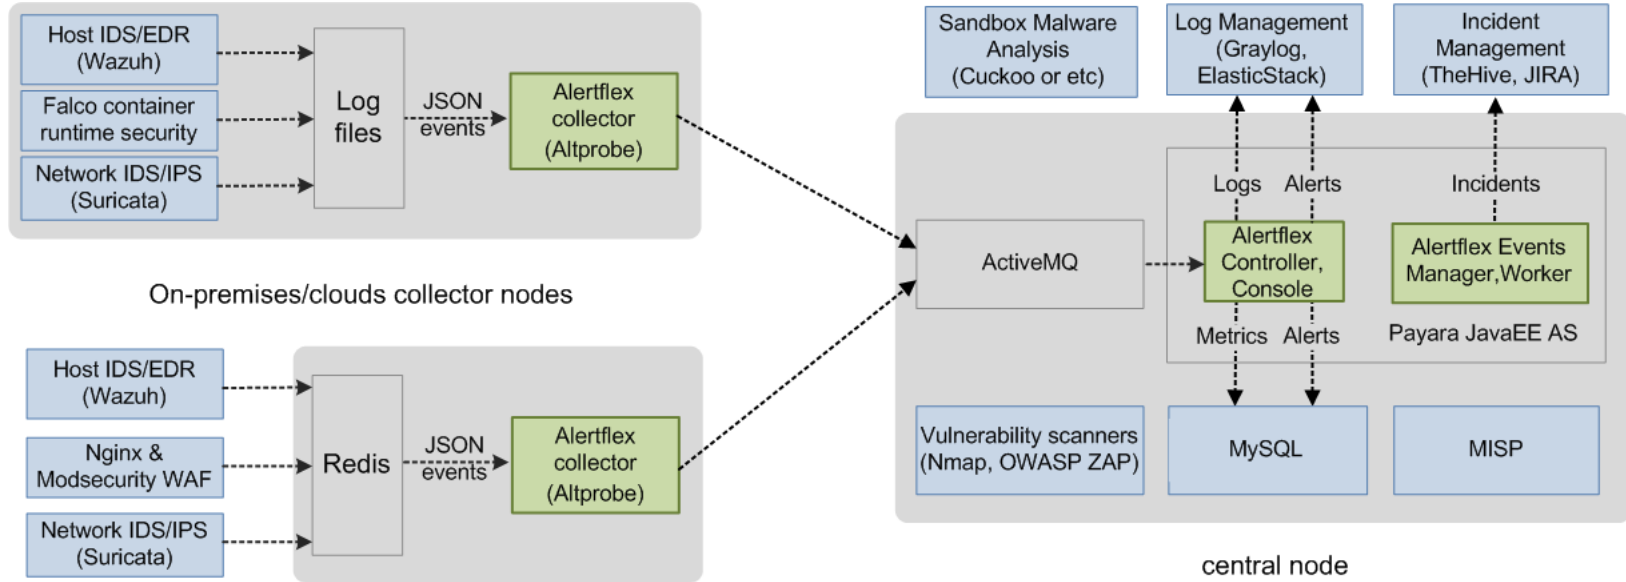 Host IDS/EDR
(Wazuh)
Falco container
runtime security
Network IDS/IPS
(Suricata)
Log
files
JSON
events
Alertflex
collector
(Altprobe)
On-premises/clouds collector nodes
Host IDS/EDR
(Wazuh)
Nginx &
Modsecurity WAF
Network IDS/IPS
(Suricata)
Redis
JSON
events
Alertflex
collector
(Altprobe)
Sandbox Malware
Analysis
(Cuckoo or etc)
Log Management
(Graylog,
ElasticStack)
Incident
Management
(TheHive, JIRA)
Logs
Alerts
Incidents
ActiveMQ
Alertflex
Controller,
Console
Alertflex Events
Manager,Worker
Metrics
Alerts
Payara JavaEE AS
Vulnerability scanners
(Nmap, OWASP ZAP)
MySQL
MISP
central node